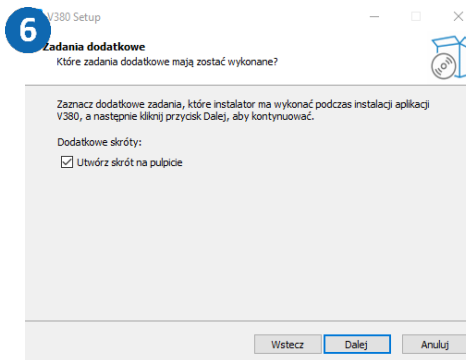 6
V380 Setup
Zadania dodatkowe
Które zadania dodatkowe mają zostać wykonane?
Zaznacz dodatkowe zadania, które instalator ma wykonać podczas instalacji aplikacji
V380, a następnie kliknij przycisk Dalej, aby kontynuować.
Dodatkowe skróty:
Utwórz skrót na pulpicie
Wstecz Dalej Anuluj